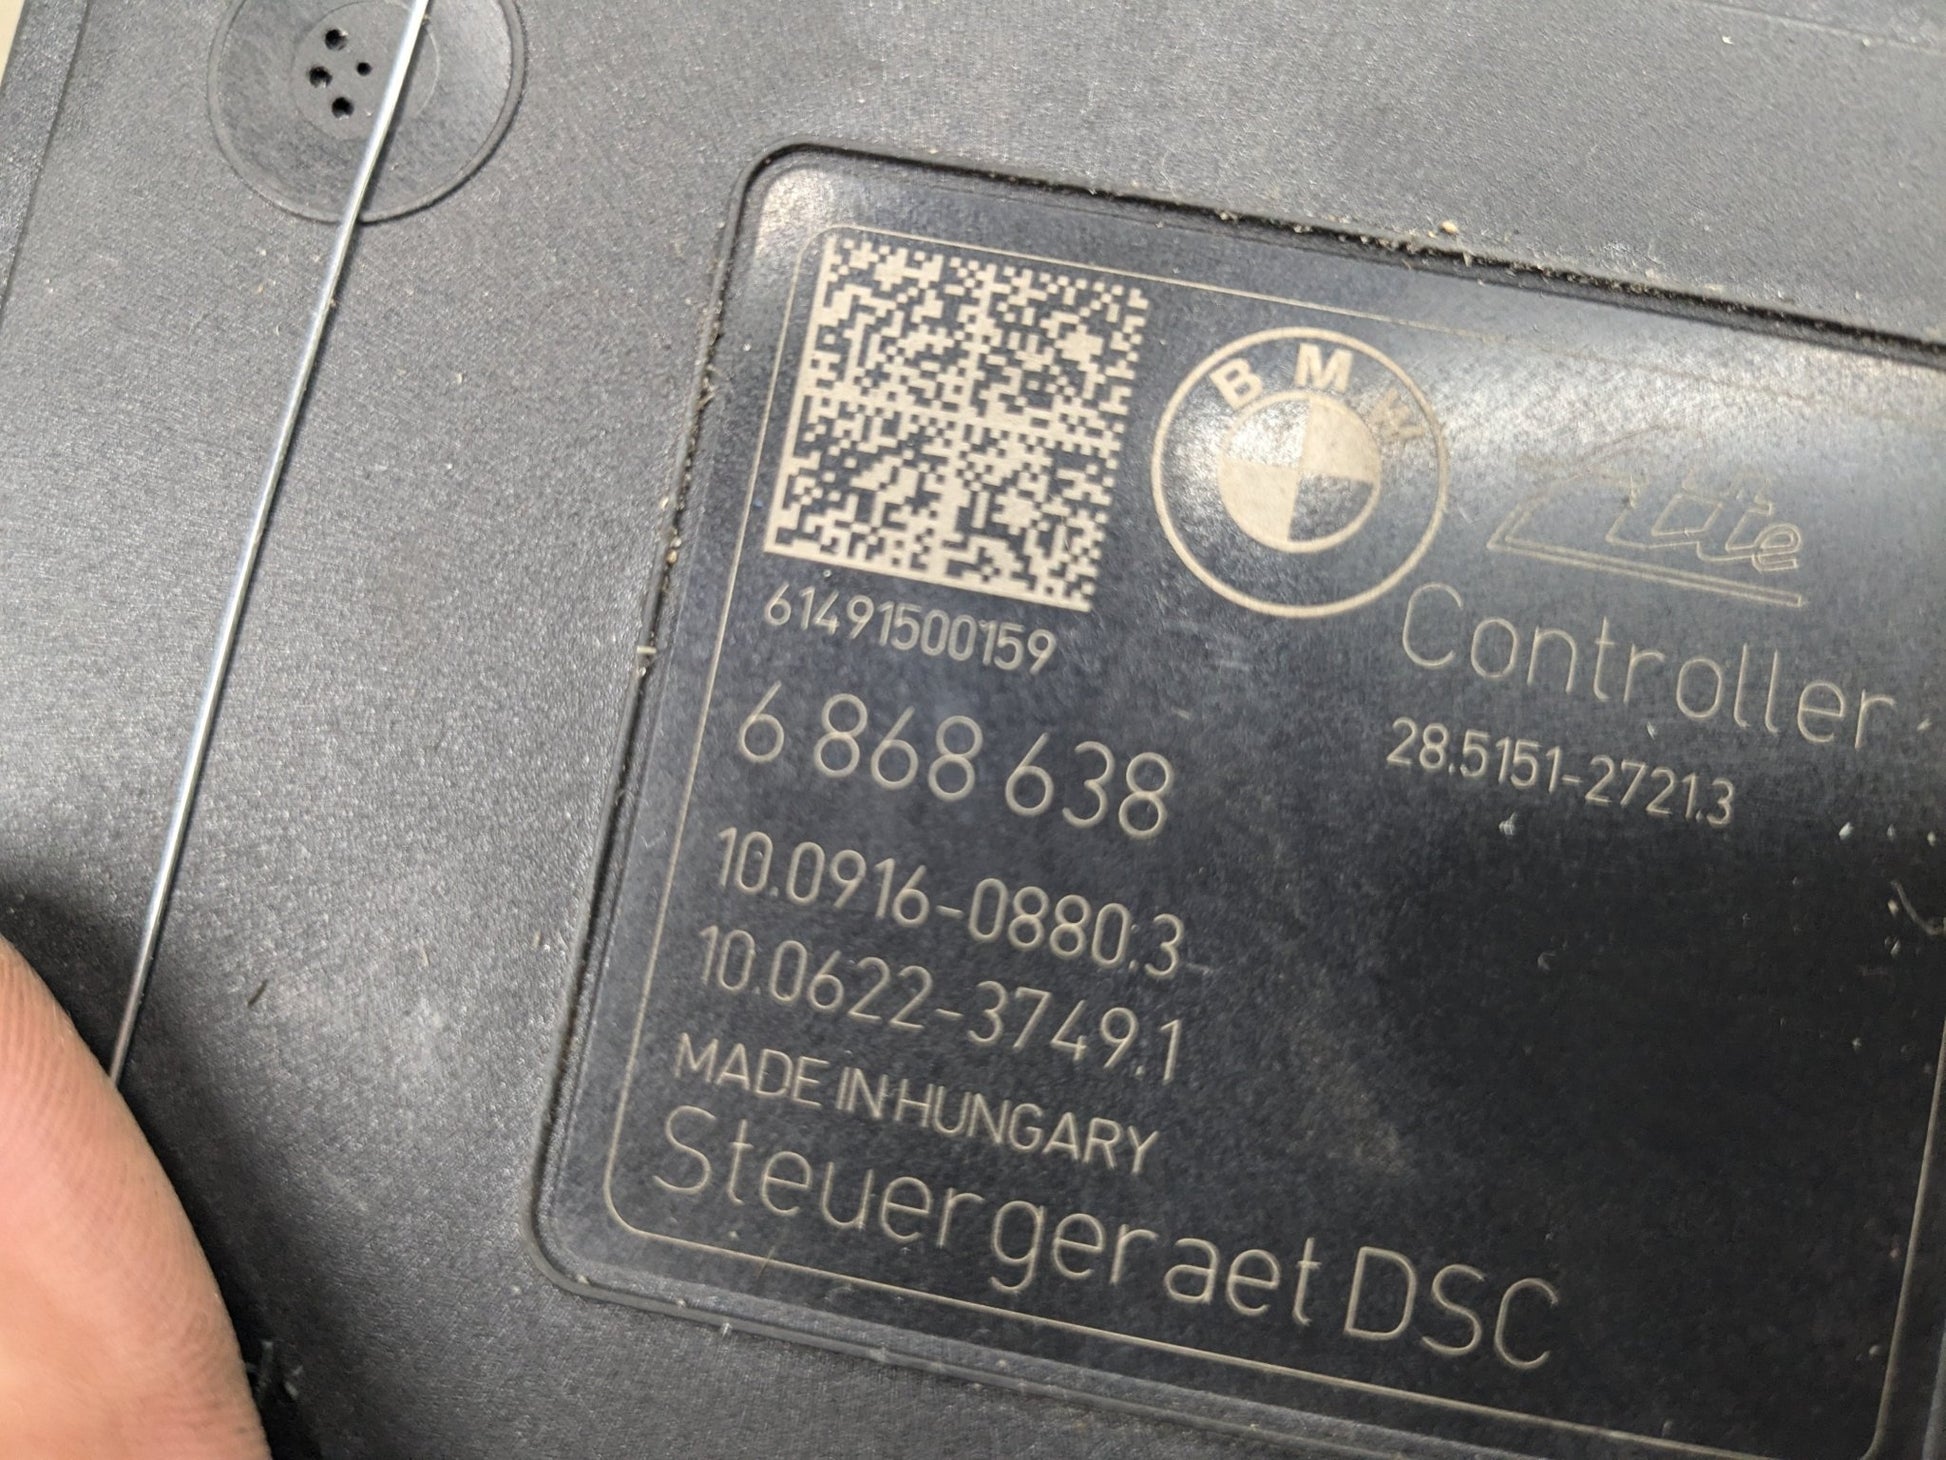 BMW
Ate
Controller
28.5151-2721.3
61491500159
6 868 638
10.0916-0880.3
10.0622-3749.1
MADE IN HUNGARY
Steuergeraet DSC